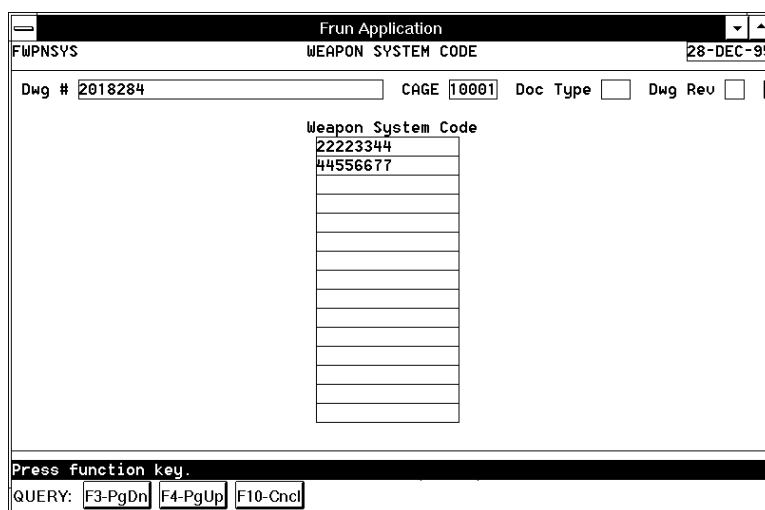 Frun Application
FWPNSYS WEAPON SYSTEM CODE 28-DEC-95
Dwg # 2018284 CAGE 10001 Doc Type Dwg Rev
Weapon System Code
22223344
44556677
Press function key.
QUERY: F3-PgDn F4-PgUp F10-Cncl